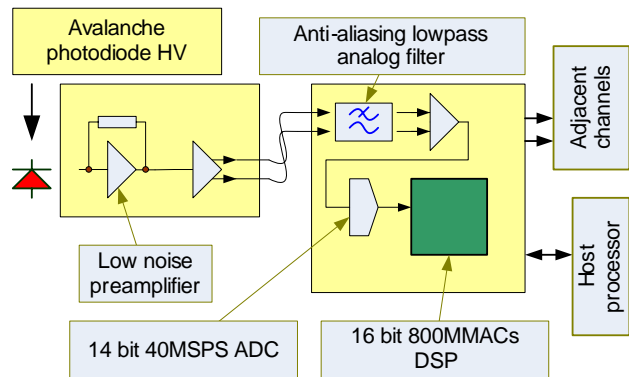 Avalanche
photodiode HV
Anti-aliasing lowpass
analog filter
Adjacent
channels
Low noise
preamplifier
Host
processor
14 bit 40MSPS ADC
16 bit 800MMACs
DSP